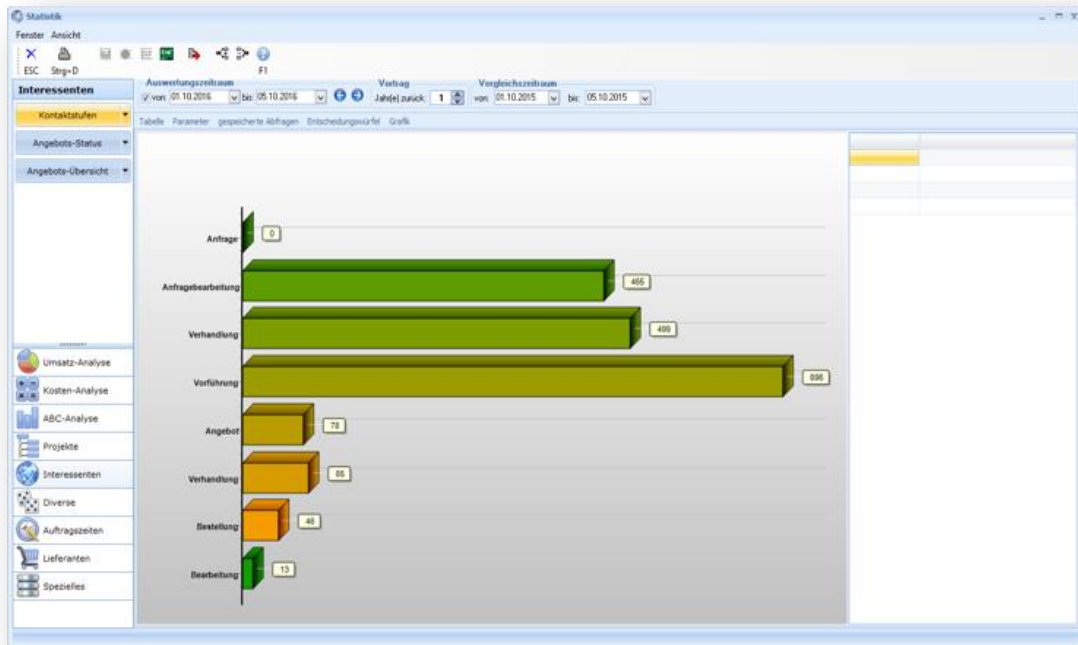 Statistik
Fenster Ansicht
ESC Strg+D F1
Interessenten
Auswertungszeitraum Vortrag Vergleichszeitraum
von: 01.10.2016 bis: 05.10.2016 Jahr(e) zurück: 1 von: 01.10.2015 bis: 05.10.2015
Kontaktstufen
Tabelle Parameter gespeicherte Abfragen Entscheidungswürfel Grafik
Angebots-Status
Angebots-Übersicht
Anfrage 0
Anfragebearbeitung 466
Verhandlung 499
Vorführung 696
Angebot 78
Verhandlung 86
Bestellung 48
Bearbeitung 13
Umsatz-Analyse
Kosten-Analyse
ABC-Analyse
Projekte
Interessenten
Diverse
Auftragszeiten
Lieferanten
Spezielles